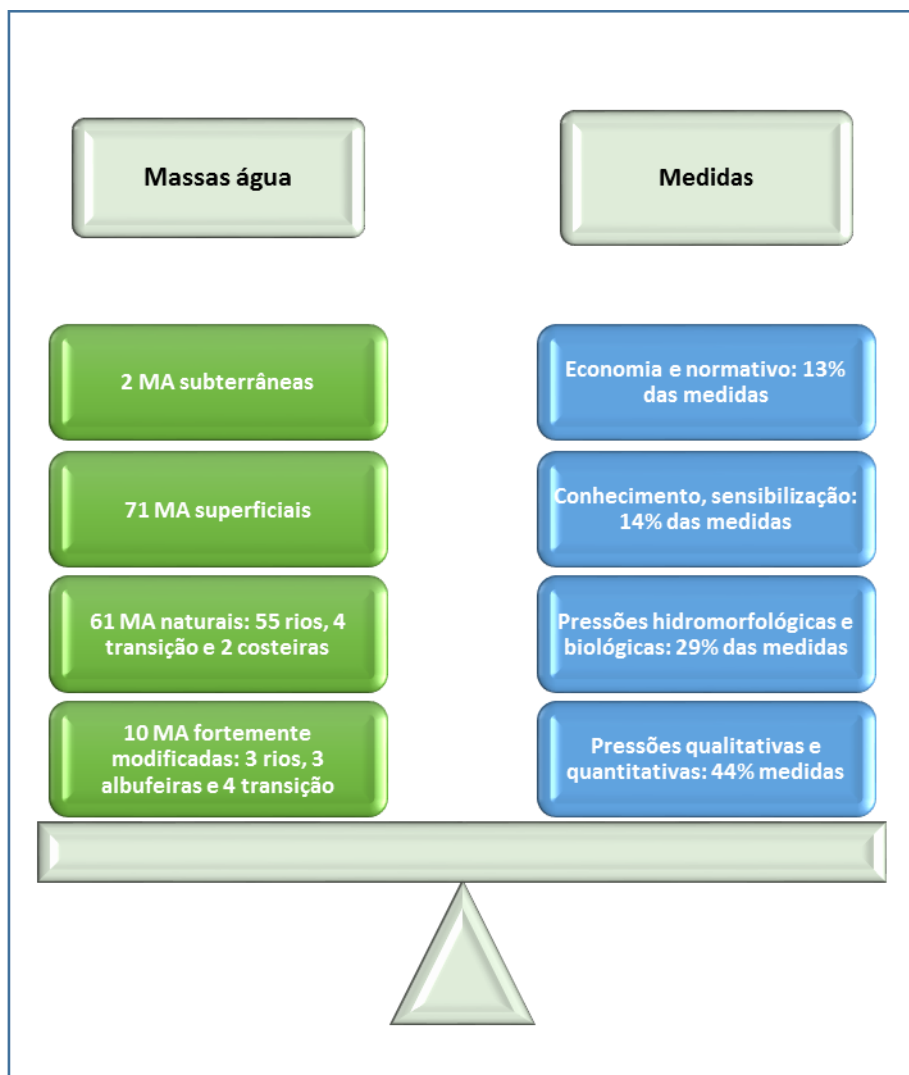 Massas água
Medidas
2 MA subterrâneas
71 MA superficiais
61 MA naturais: 55 rios, 4
transição e 2 costeiras
10 MA fortemente
modificadas: 3 rios, 3
albufeiras e 4 transição
Economia e normativo: 13%
das medidas
Conhecimento, sensibilização:
14% das medidas
Pressões hidromorfológicas e
biológicas: 29% das medidas
Pressões qualitativas e
quantitativas: 44% medidas